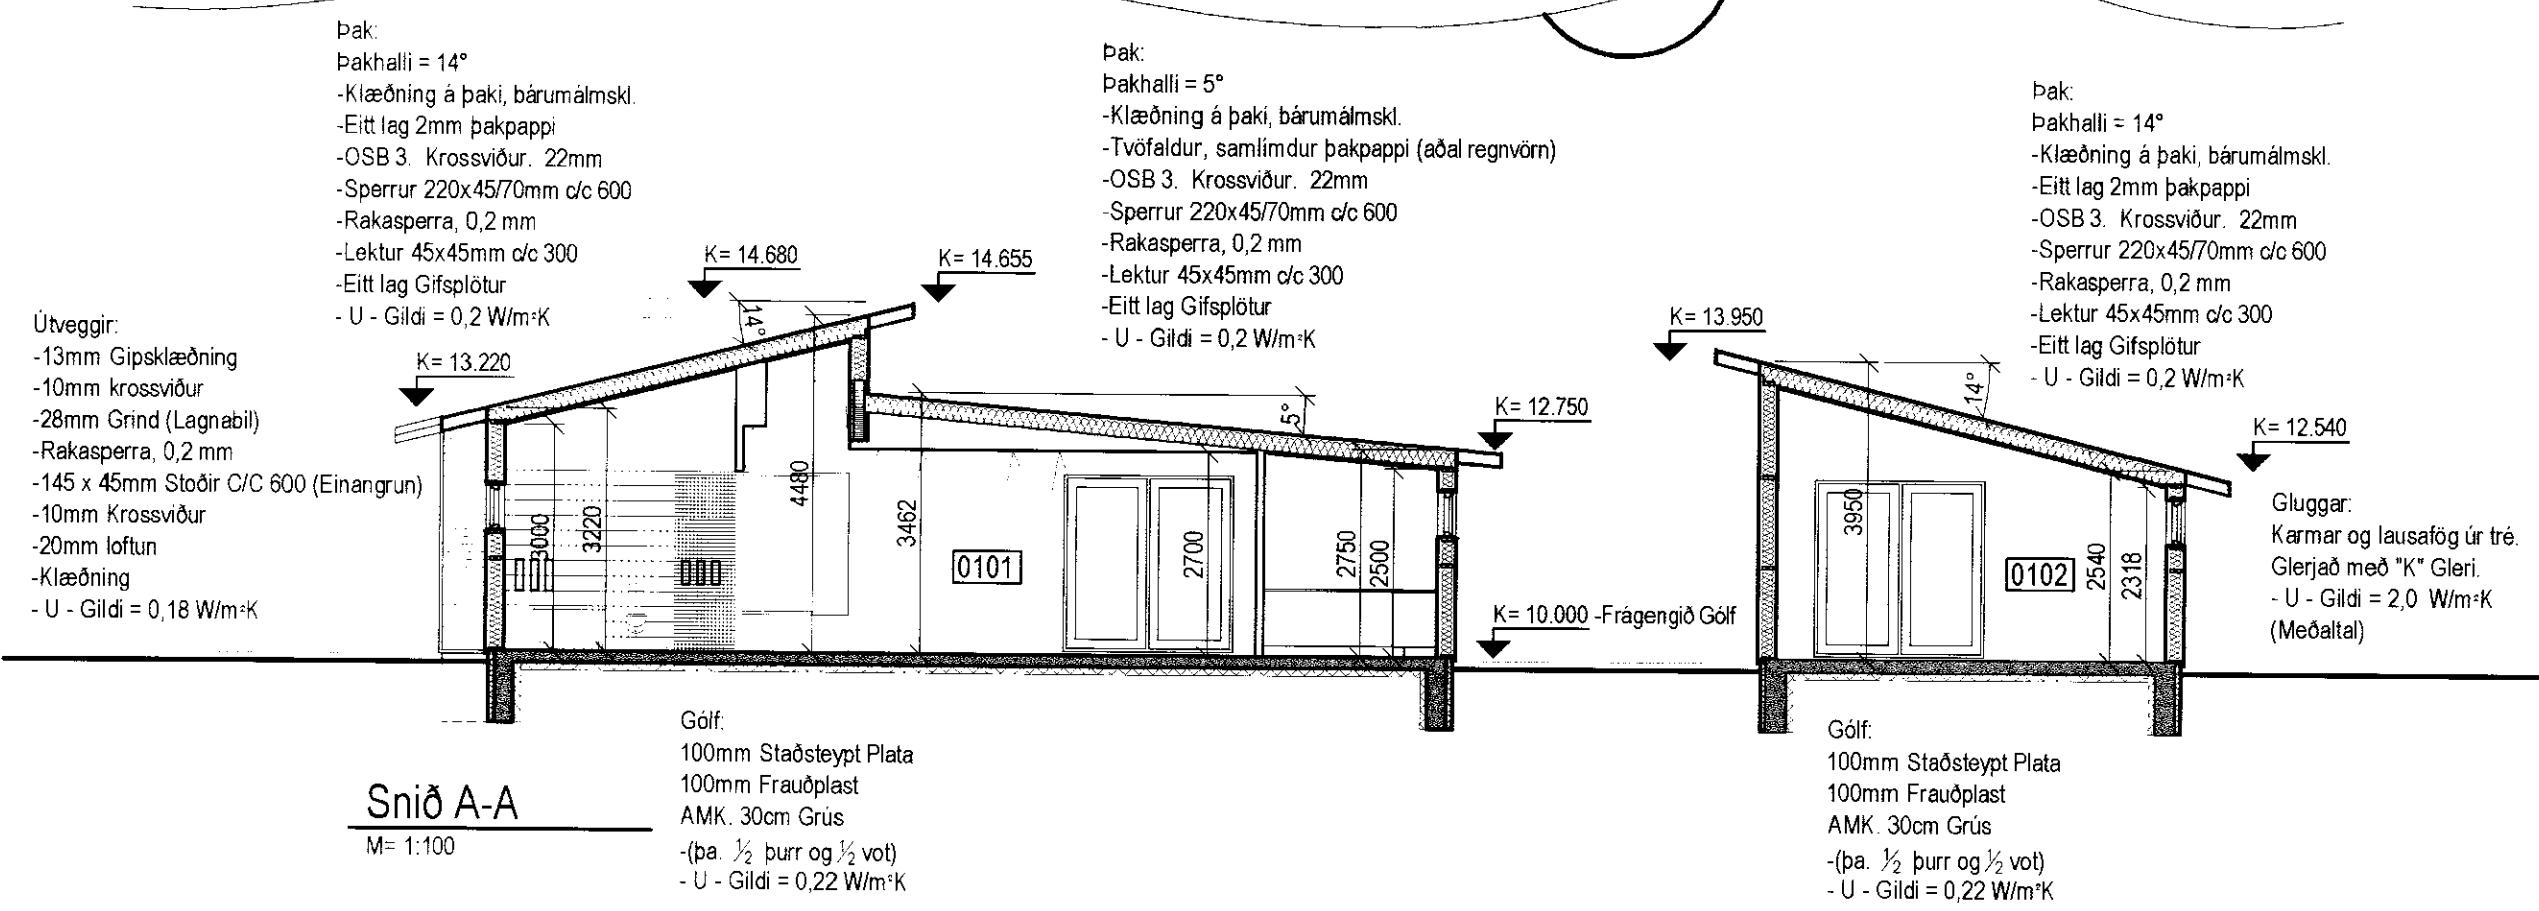 Þak:
Þakhalli = 14°
-Klæðning á þaki, bárumálmskl.
-Eitt lag 2mm þakpappi
-OSB 3. Krossviður. 22mm
-Sperrur 220x45/70mm c/c 600
-Rakasperra, 0,2 mm
-Lektur 45x45mm c/c 300
-Eitt lag Gifsplötur
- U - Gildi = 0,2 W/m²K
Þak:
Þakhalli = 5°
-Klæðning á þaki, bárumálmskl.
-Tvöfaldur, samlímdur þakpappi (aðal regnvörn)
-OSB 3. Krossviður. 22mm
-Sperrur 220x45/70mm c/c 600
-Rakasperra, 0,2 mm
-Lektur 45x45mm c/c 300
-Eitt lag Gifsplötur
- U - Gildi = 0,2 W/m²K
Þak:
Þakhalli = 14°
-Klæðning á þaki, bárumálmskl.
-Eitt lag 2mm þakpappi
-OSB 3. Krossviður. 22mm
-Sperrur 220x45/70mm c/c 600
-Rakasperra, 0,2 mm
-Lektur 45x45mm c/c 300
-Eitt lag Gifsplötur
- U - Gildi = 0,2 W/m²K
Útveggir:
-13mm Gipsklæðning
-10mm krossviður
-28mm Grind (Lagnabil)
-Rakasperra, 0,2 mm
-145 x 45mm Stoðir C/C 600 (Einangrun)
-10mm Krossviður
-20mm loftun
-Klæðning
- U - Gildi = 0,18 W/m²K
K= 13.220
K= 14.680
K= 14.655
K= 12.750
K= 10.000 -Frágengið Gólf
K= 13.950
K= 12.540
14°
5°
14°
3000
3220
4480
3462
0101
2700
2750
2500
3950
0102
2540
2318
Gluggar:
Karmar og lausafög úr tré.
Glerjað með "K" Gleri.
- U - Gildi = 2,0 W/m²K
(Meðaltal)
Gólf:
100mm Staðsteypt Plata
100mm Frauðplast
AMK. 30cm Grús
-(þa. ½ þurr og ½ vot)
- U - Gildi = 0,22 W/m²K
Gólf:
100mm Staðsteypt Plata
100mm Frauðplast
AMK. 30cm Grús
-(þa. ½ þurr og ½ vot)
- U - Gildi = 0,22 W/m²K
Snið A-A
M= 1:100